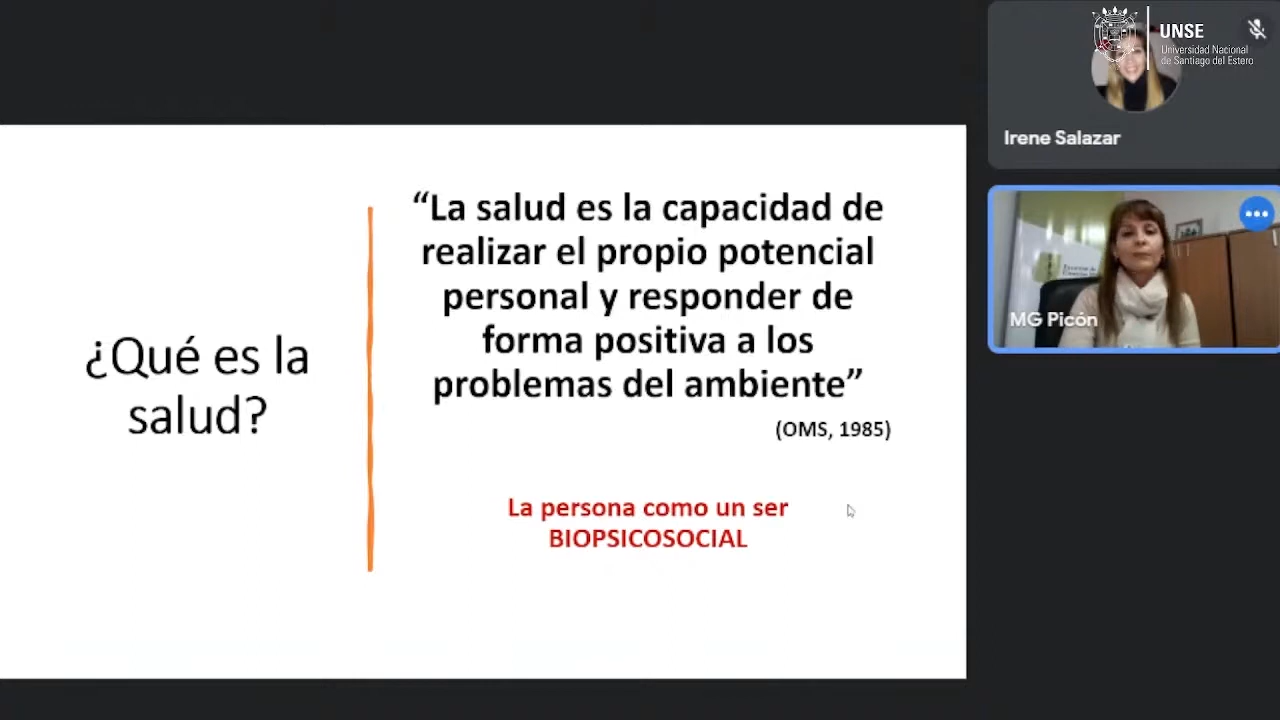 ¿Qué es la
salud?
“La salud es la capacidad de
realizar el propio potencial
personal y responder de
forma positiva a los
problemas del ambiente”
(OMS, 1985)
La persona como un ser
BIOPSICOSOCIAL
UNSE
Universidad Nacional
de Santiago del Estero
Irene Salazar
MG Picón